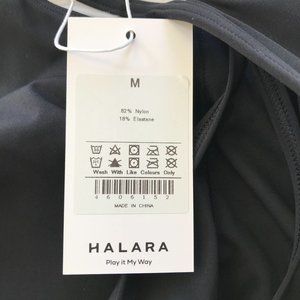 M
82% Nylon
18% Elastane
Wash With Like Colours Only
4606152
MADE IN CHINA
HALARA
Play it My Way